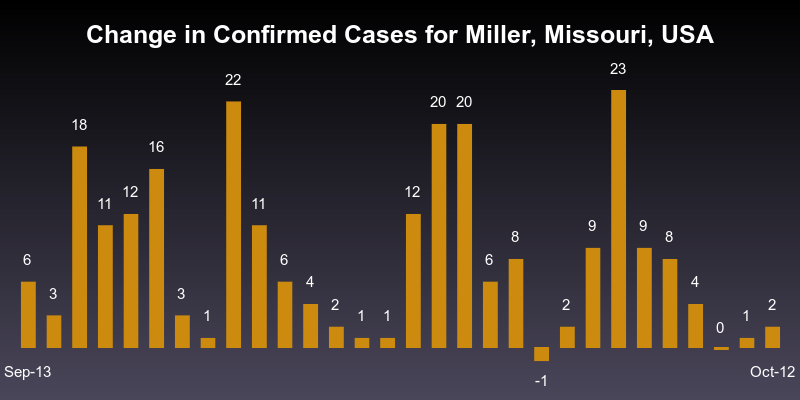 Change in Confirmed Cases for Miller, Missouri, USA
6 3 18 11 12 16 3 1 22 11 6 4 2 1 1 12 20 20 6 8 -1 2 9 23 9 8 4 0 1 2
Sep-13 Oct-12